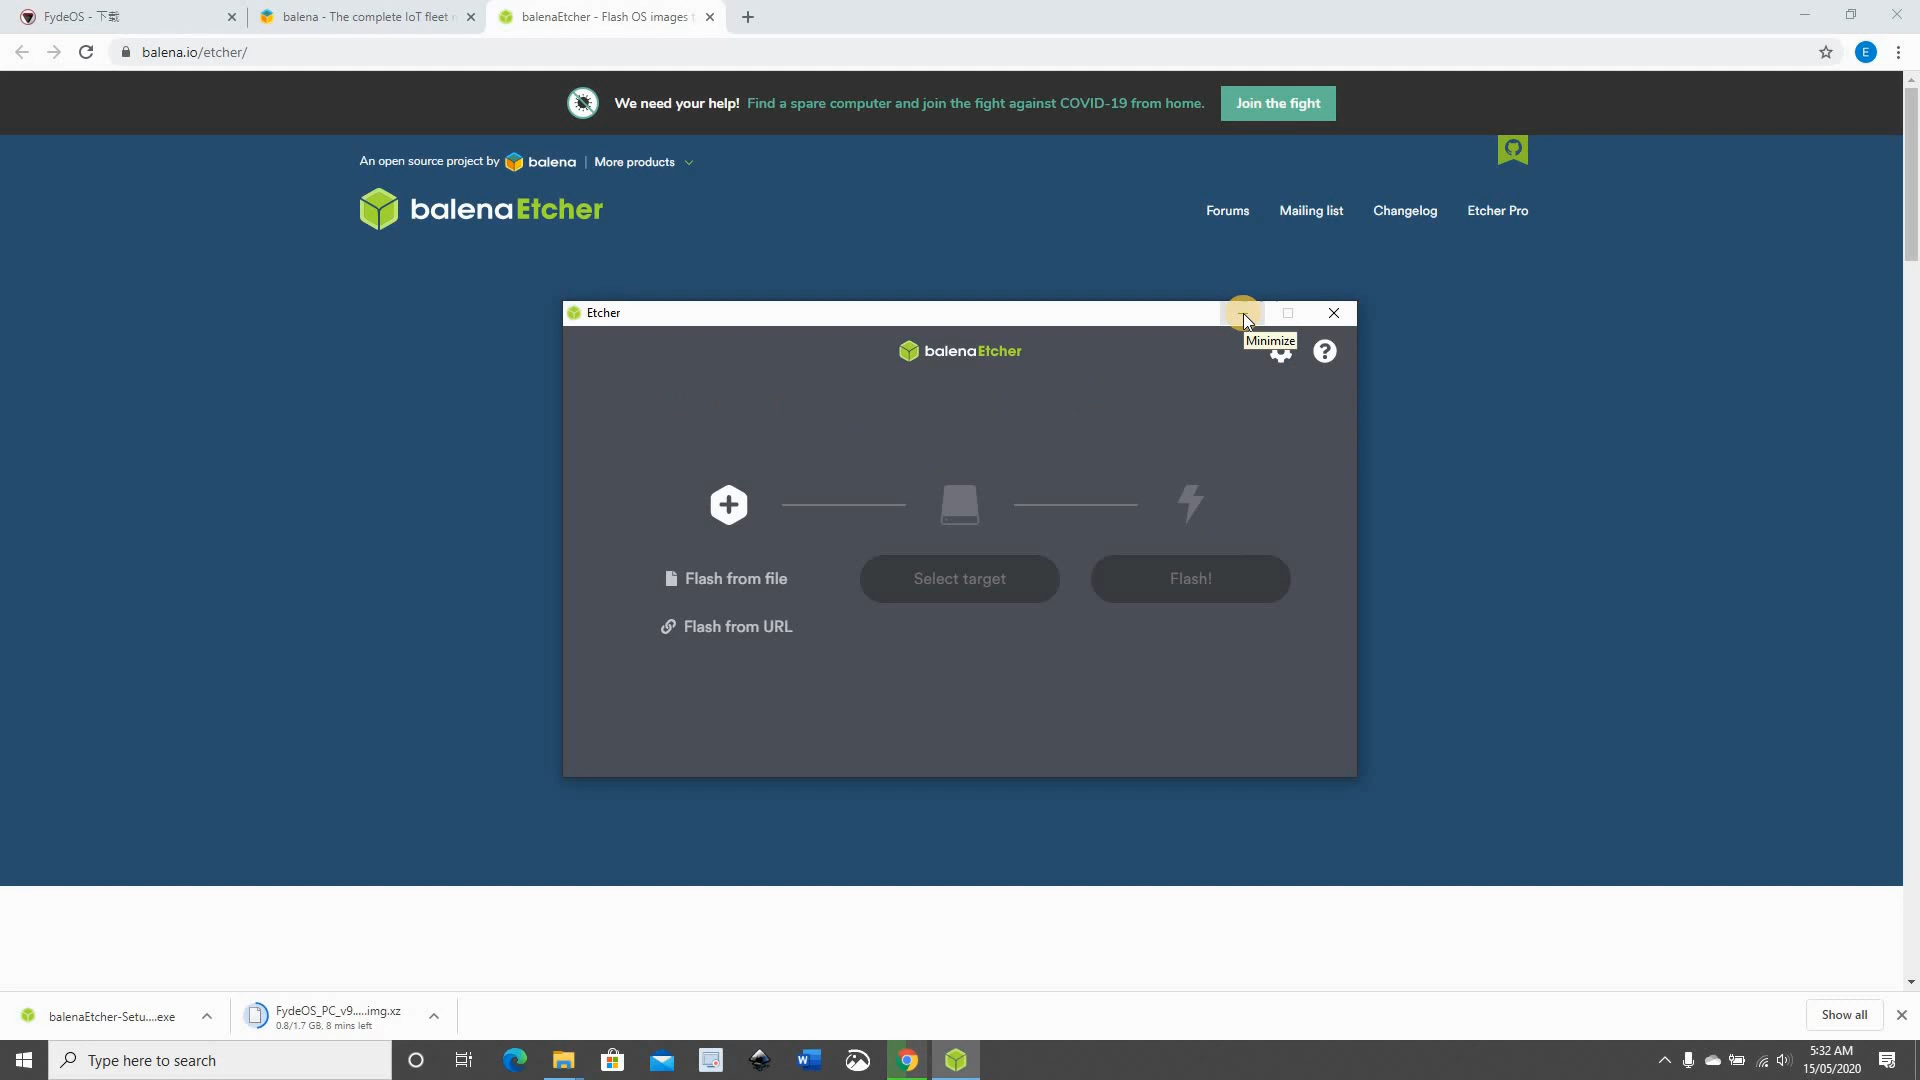 FydeOS - 下载
balena - The complete IoT fleet
balenaEtcher - Flash OS images
balena.io/etcher/
E
We need your help! Find a spare computer and join the fight against COVID-19 from home.
Join the fight
An open source project by balena | More products
balenaEtcher
Forums
Mailing list
Changelog
Etcher Pro
Etcher
Minimize
balenaEtcher
Flash from file
Select target
Flash!
Flash from URL
balenaEtcher-Setu....exe
FydeOS_PC_v9.....img.xz
0.8/1.7 GB, 8 mins left
Show all
Type here to search
5:32 AM
15/05/2020